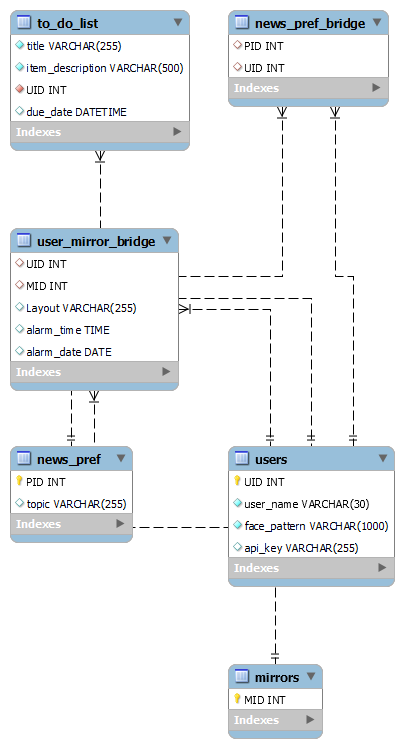 to_do_list
title VARCHAR(255)
item_description VARCHAR(500)
UID INT
due_date DATETIME
Indexes
news_pref_bridge
PID INT
UID INT
Indexes
user_mirror_bridge
UID INT
MID INT
Layout VARCHAR(255)
alarm_time TIME
alarm_date DATE
Indexes
news_pref
PID INT
topic VARCHAR(255)
Indexes
users
UID INT
user_name VARCHAR(30)
face_pattern VARCHAR(1000)
api_key VARCHAR(255)
Indexes
mirrors
MID INT
Indexes